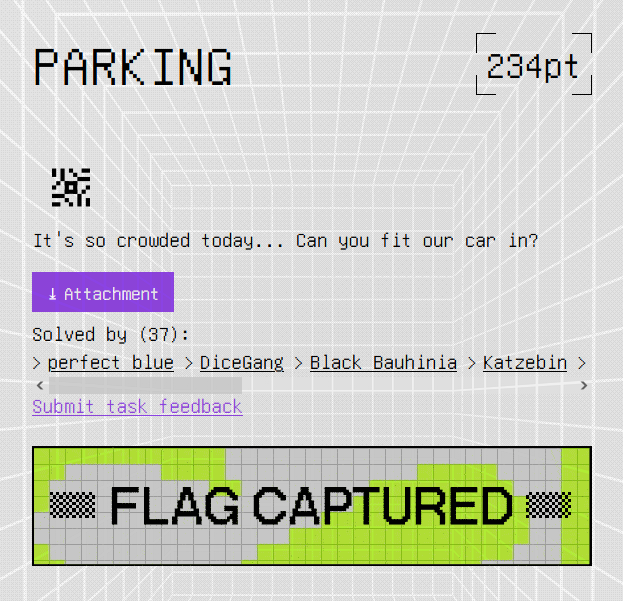 PARKING
234pt
It's so crowded today... Can you fit our car in?
⤓ Attachment
Solved by (37):
> perfect blue > DiceGang > Black Bauhinia > Katzebin >
Submit task feedback
FLAG CAPTURED